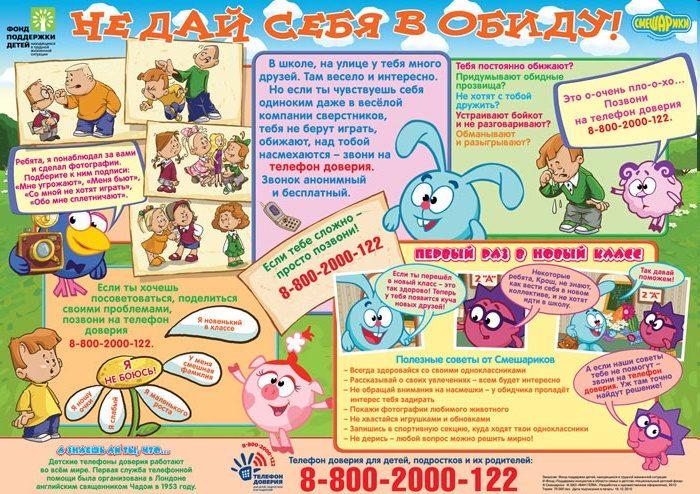 ФОНД
ПОДДЕРЖКИ
ДЕТЕЙ
находящихся
в трудной
жизненной
ситуации
НЕ ДАЙ СЕБЯ В ОБИДУ!
СМЕШАРИКИ
В школе, на улице у тебя много
друзей. Там весело и интересно.
Но если ты чувствуешь себя
одиноким даже в весёлой
компании сверстников,
тебя не берут играть,
обижают, над тобой
насмехаются – звони на
телефон доверия.
Звонок анонимный
и бесплатный.
Тебя постоянно обижают?
Придумывают обидные
прозвища?
Не хотят с тобой
дружить?
Устраивают бойкот
и не разговаривают?
Обманывают
и разыгрывают?
Это о-очень пло-о-хо...
Позвони
на телефон доверия
8-800-2000-122.
Ребята, я понаблюдал за вами
и сделал фотографии.
Подберите к ним подписи:
«Мне угрожают», «Меня бьют»,
«Со мной не хотят играть»,
«Обо мне сплетничают».
Если тебе сложно –
просто позвони!
8-800-2000-122
Если ты хочешь
посоветоваться, поделиться
своими проблемами,
позвони на телефон
доверия
8-800-2000-122.
Я новенький
в классе
У меня
смешная
фамилия
Я
НЕ БОЮСЬ!
Я маленького
роста
Я слабый
Я ношу
очки
ПЕРВЫЙ РАЗ В НОВЫЙ КЛАСС
Если ты перешёл
в новый класс – это
так здорово! Теперь
у тебя появится куча
новых друзей!
2 "А"
Некоторые
ребята, Крош, не знают,
как вести себя в новом
коллективе, и не хотят
идти в школу.
Так давай
поможем!
2 "А"
Полезные советы от Смешариков
– Всегда здоровайся со своими одноклассниками
– Рассказывай о своих увлечениях – всем будет интересно
– Не обращай внимания на насмешки – у обидчика пропадёт
интерес тебя задирать
– Покажи фотографии любимого животного
– Не хвастайся игрушками и обновками
– Запишись в спортивную секцию, куда ходят твои одноклассники
– Не дерись – любой вопрос можно решить мирно!
А если наши советы
тебе не помогут –
звони на телефон
доверия. Уж там точно
найдут решение!
А ЗНАЕШЬ ЛИ ТЫ, ЧТО...
Детские телефоны доверия работают
во всём мире. Первая служба телефонной
помощи была организована в Лондоне
английским священником Чадом в 1953 году.
8-800-2000-122
ТЕЛЕФОН
ДОВЕРИЯ
Телефон доверия для детей, подростков и их родителей:
8-800-2000-122